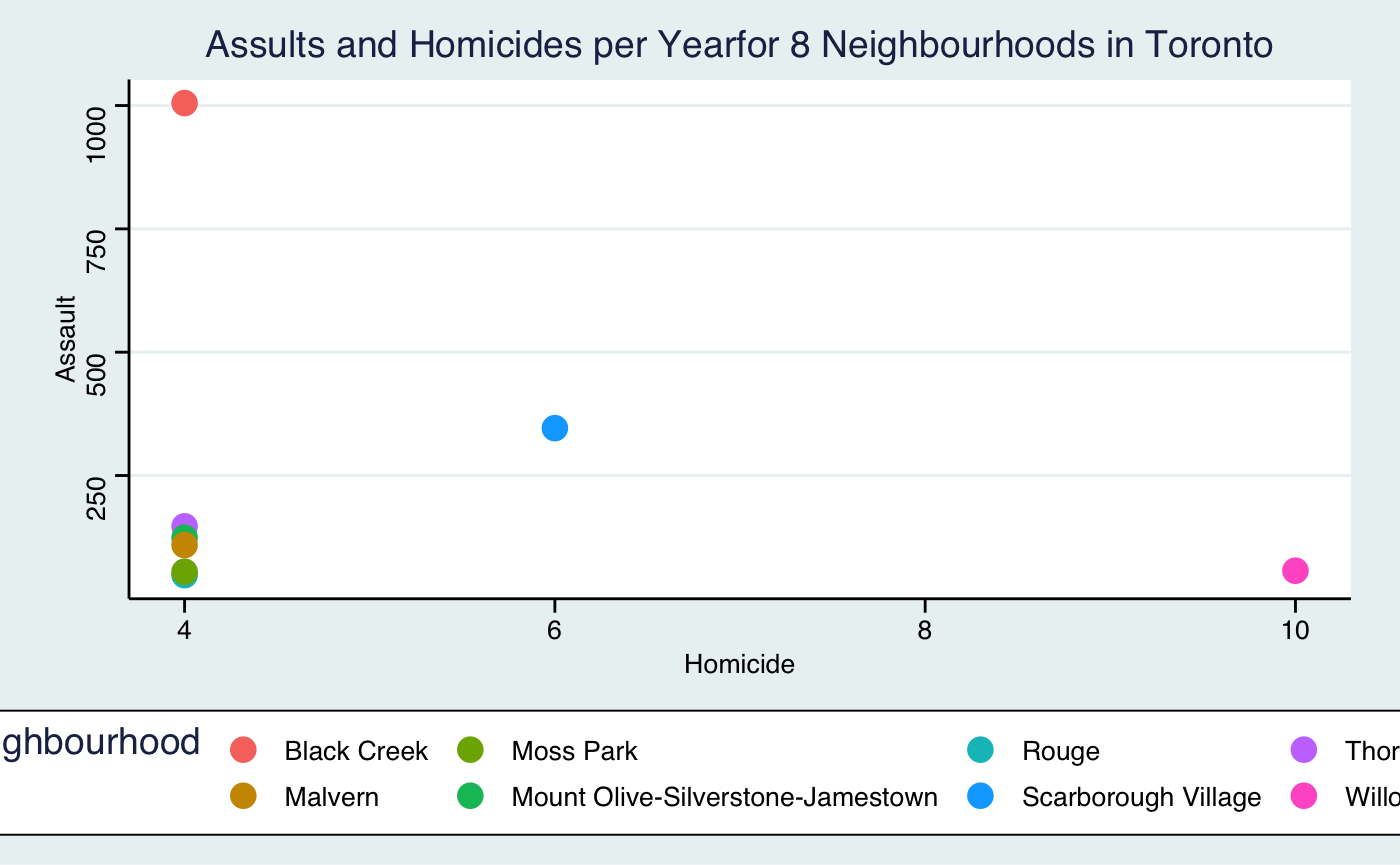 Assults and Homicides per Yearfor 8 Neighbourhoods in Toronto
1000
750
500
250
Assault
4 6 8 10
Homicide
ghbourhood
Black Creek Moss Park Rouge Thor
Malvern Mount Olive-Silverstone-Jamestown Scarborough Village Willo